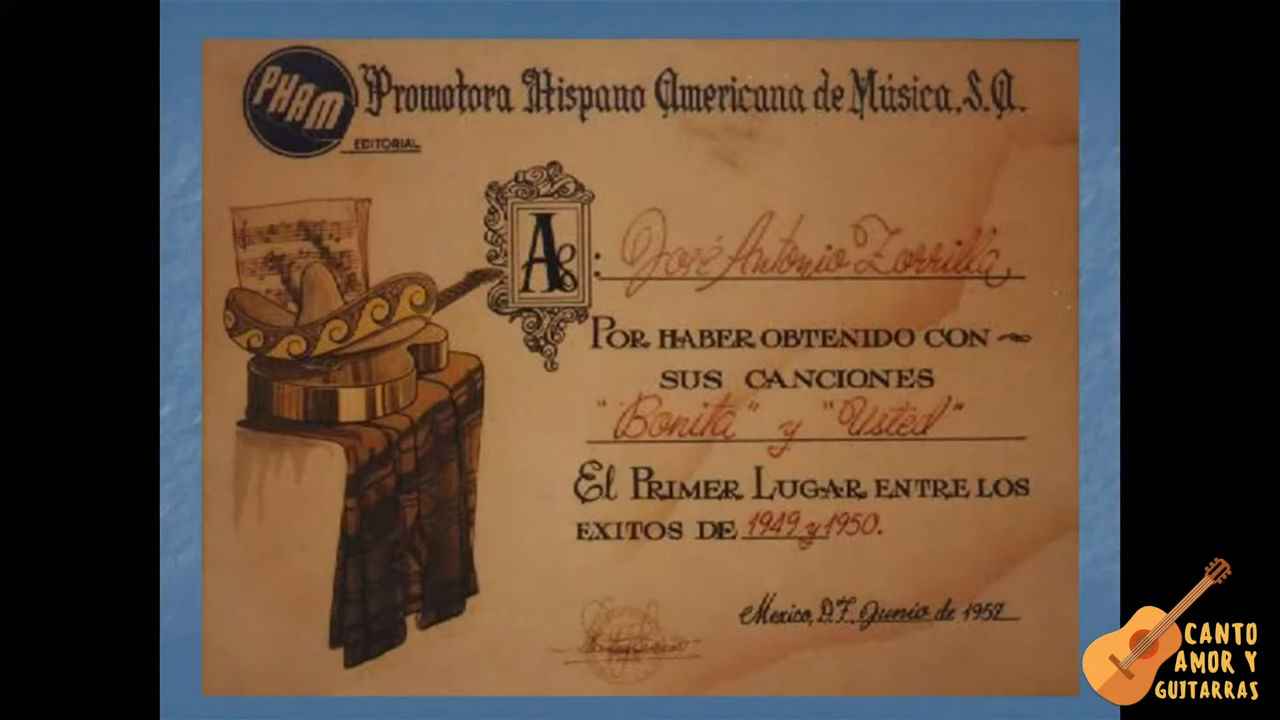 PHAM
Promotora Hispano Americana de Música, S.A.
EDITORIAL
A: José Antonio Zorrilla
POR HABER OBTENIDO CON
SUS CANCIONES
"Bonita" y "Usted"
El PRIMER LUGAR ENTRE LOS
EXITOS DE 1949 y 1950.
Mexico, D.F. Junio de 1952
CANTO
AMOR Y
GUITARRAS